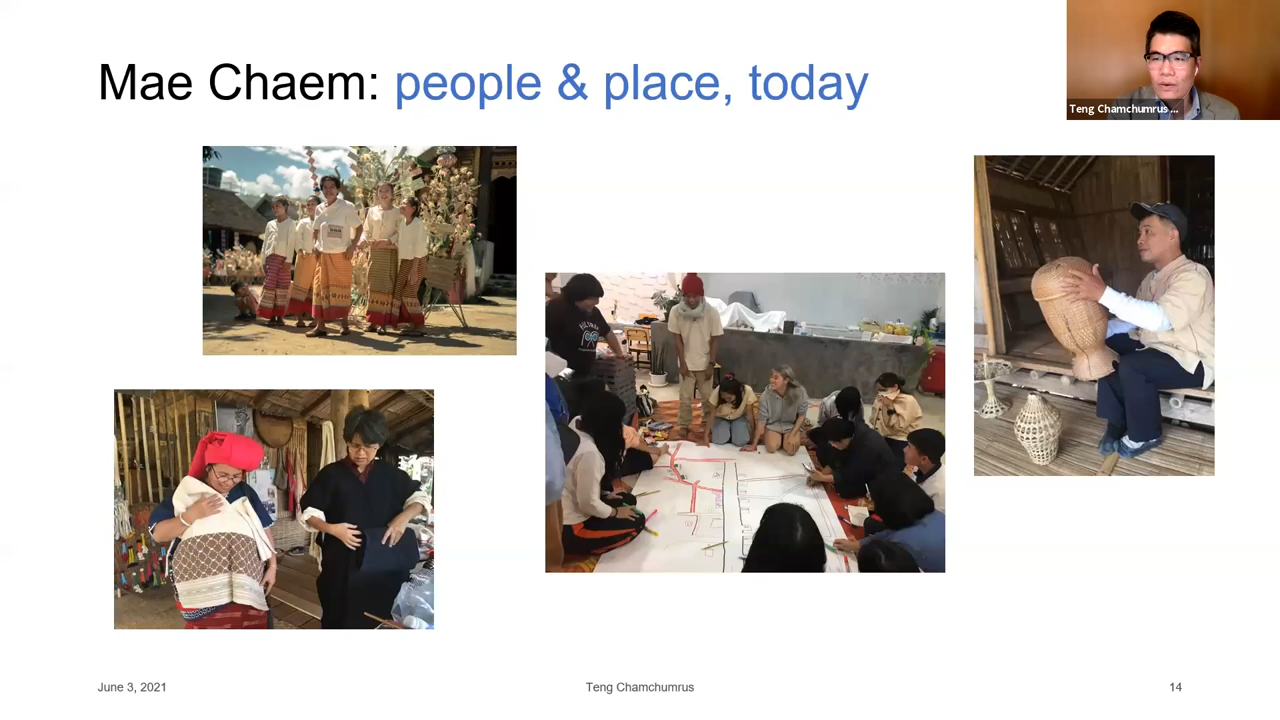 Mae Chaem: people & place, today
Teng Chamchumrus ...
June 3, 2021
Teng Chamchumrus
14